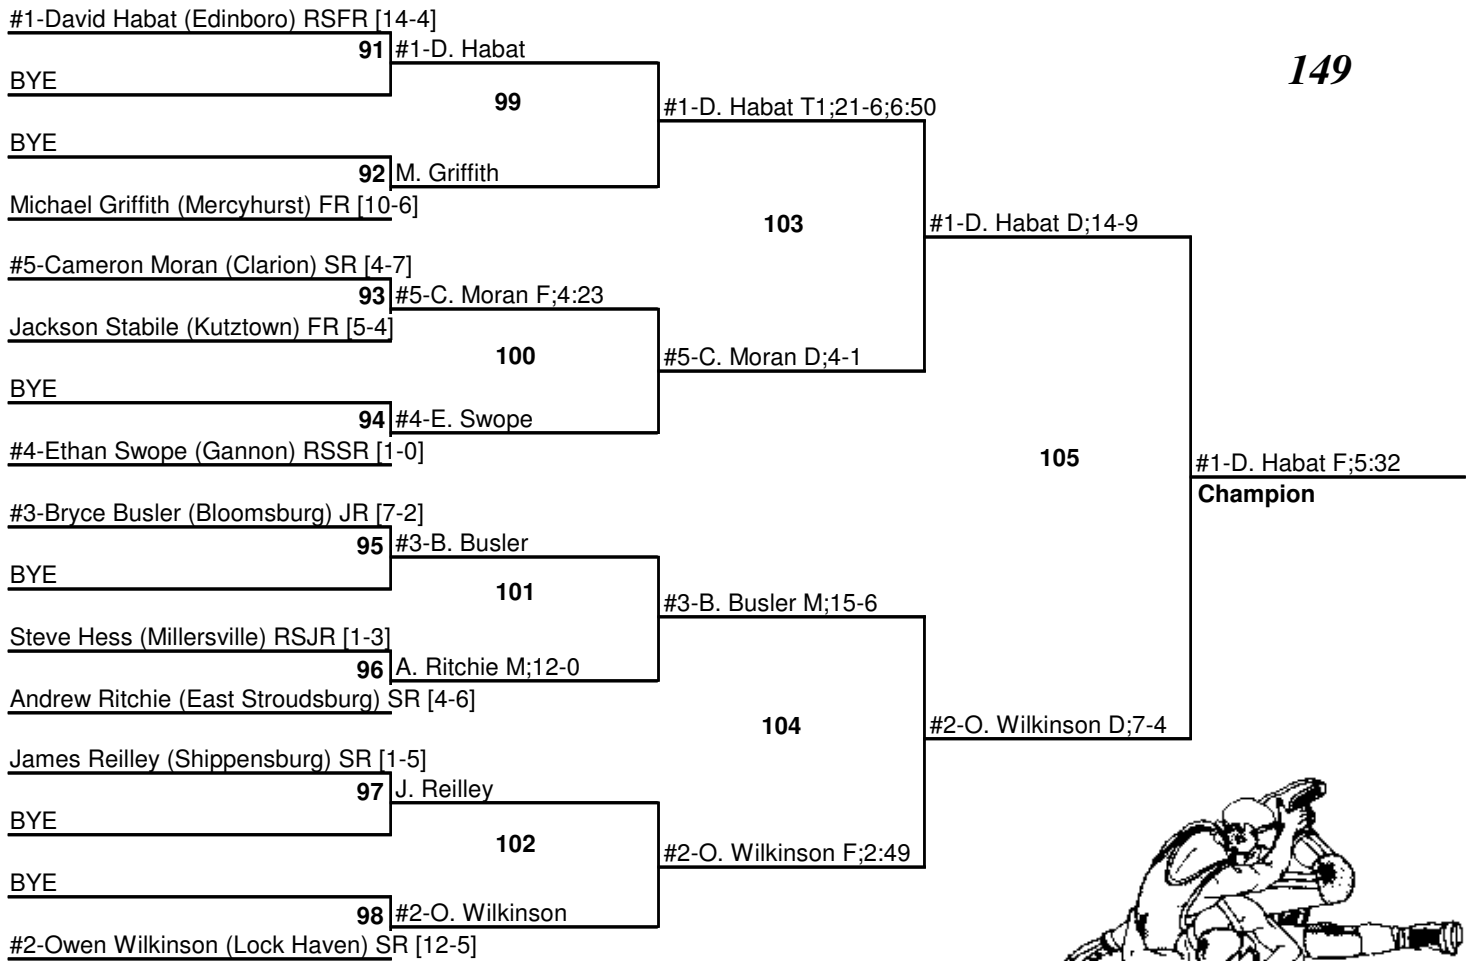 #1-David Habat (Edinboro) RSFR [14-4]
91 #1-D. Habat
149
BYE
99
#1-D. Habat T1;21-6;6:50
BYE
92 M. Griffith
Michael Griffith (Mercyhurst) FR [10-6]
103
#1-D. Habat D;14-9
#5-Cameron Moran (Clarion) SR [4-7]
93 #5-C. Moran F;4:23
Jackson Stabile (Kutztown) FR [5-4]
100
#5-C. Moran D;4-1
BYE
94 #4-E. Swope
#4-Ethan Swope (Gannon) RSSR [1-0]
105
#1-D. Habat F;5:32
Champion
#3-Bryce Busler (Bloomsburg) JR [7-2]
95 #3-B. Busler
BYE
101
#3-B. Busler M;15-6
Steve Hess (Millersville) RSJR [1-3]
96 A. Ritchie M;12-0
Andrew Ritchie (East Stroudsburg) SR [4-6]
104
#2-O. Wilkinson D;7-4
James Reilley (Shippensburg) SR [1-5]
97 J. Reilley
BYE
102
#2-O. Wilkinson F;2:49
BYE
98 #2-O. Wilkinson
#2-Owen Wilkinson (Lock Haven) SR [12-5]